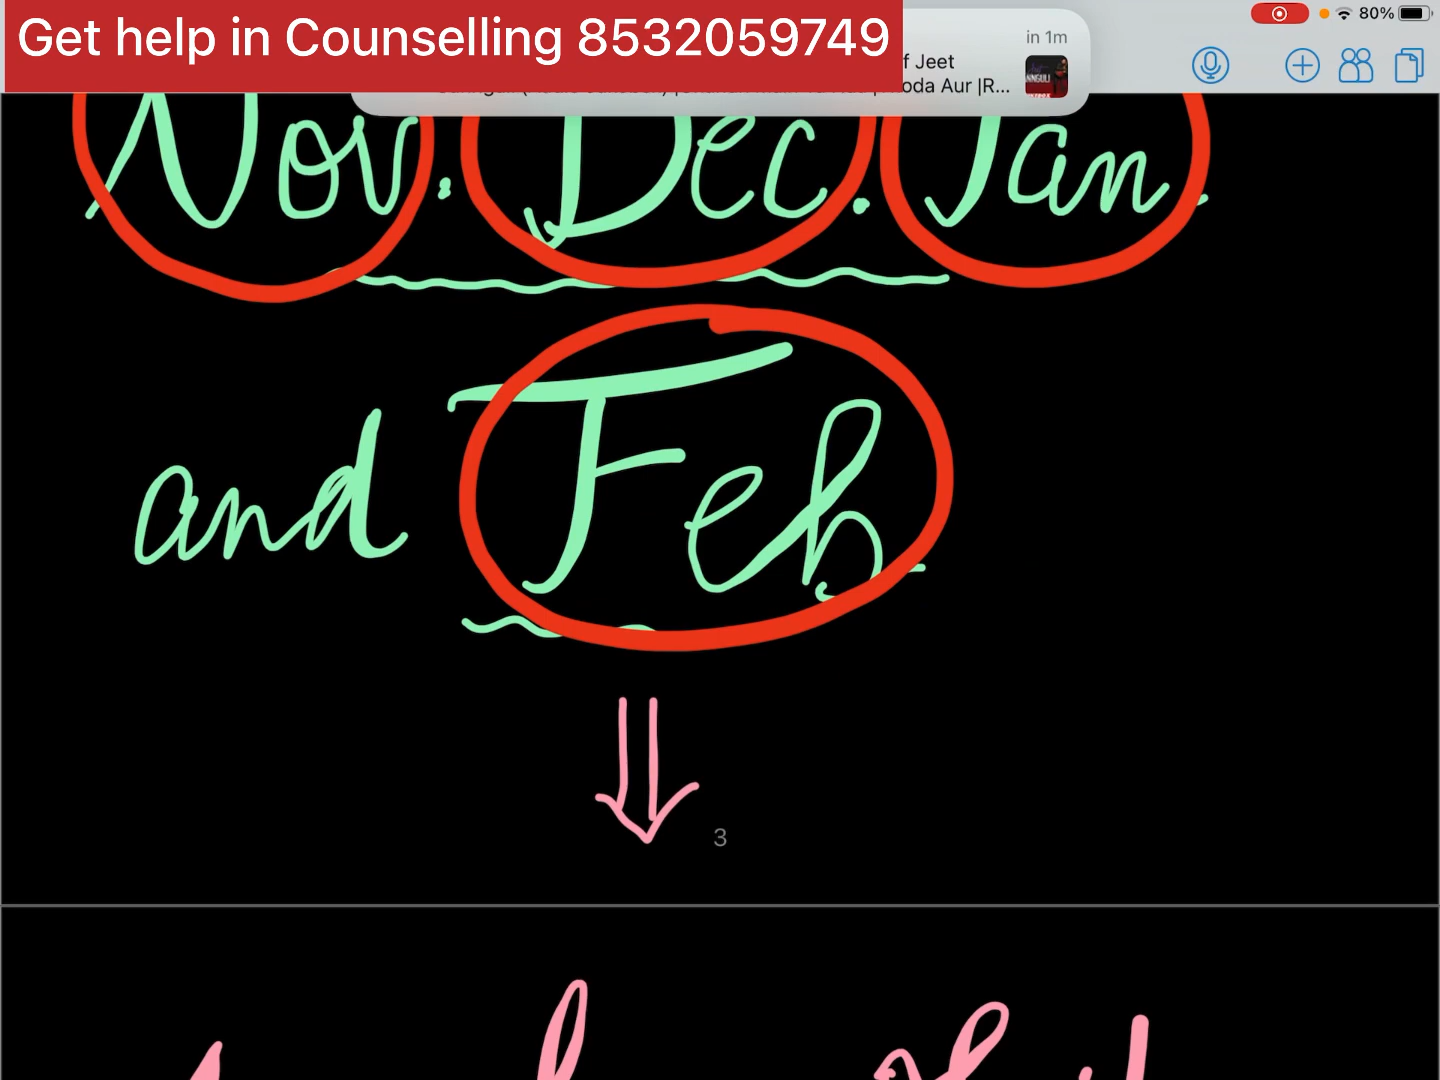 Get help in Counselling 8532059749
in 1m
80%
f Jeet
oda Aur |R...
Nov. Dec. Jan.
and Feb.
3